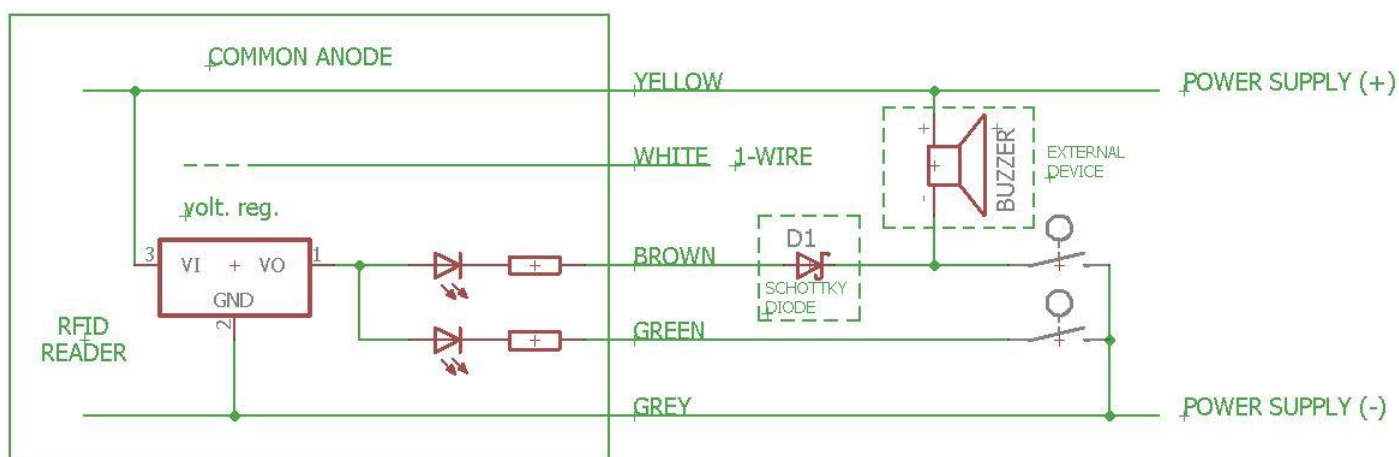 COMMON ANODE
YELLOW
POWER SUPPLY (+)
WHITE
1-WIRE
BUZZER
EXTERNAL
DEVICE
volt. reg.
3
VI
VO
1
GND
2
BROWN
D1
SCHOTTKY
DIODE
RFID
READER
GREEN
GREY
POWER SUPPLY (-)